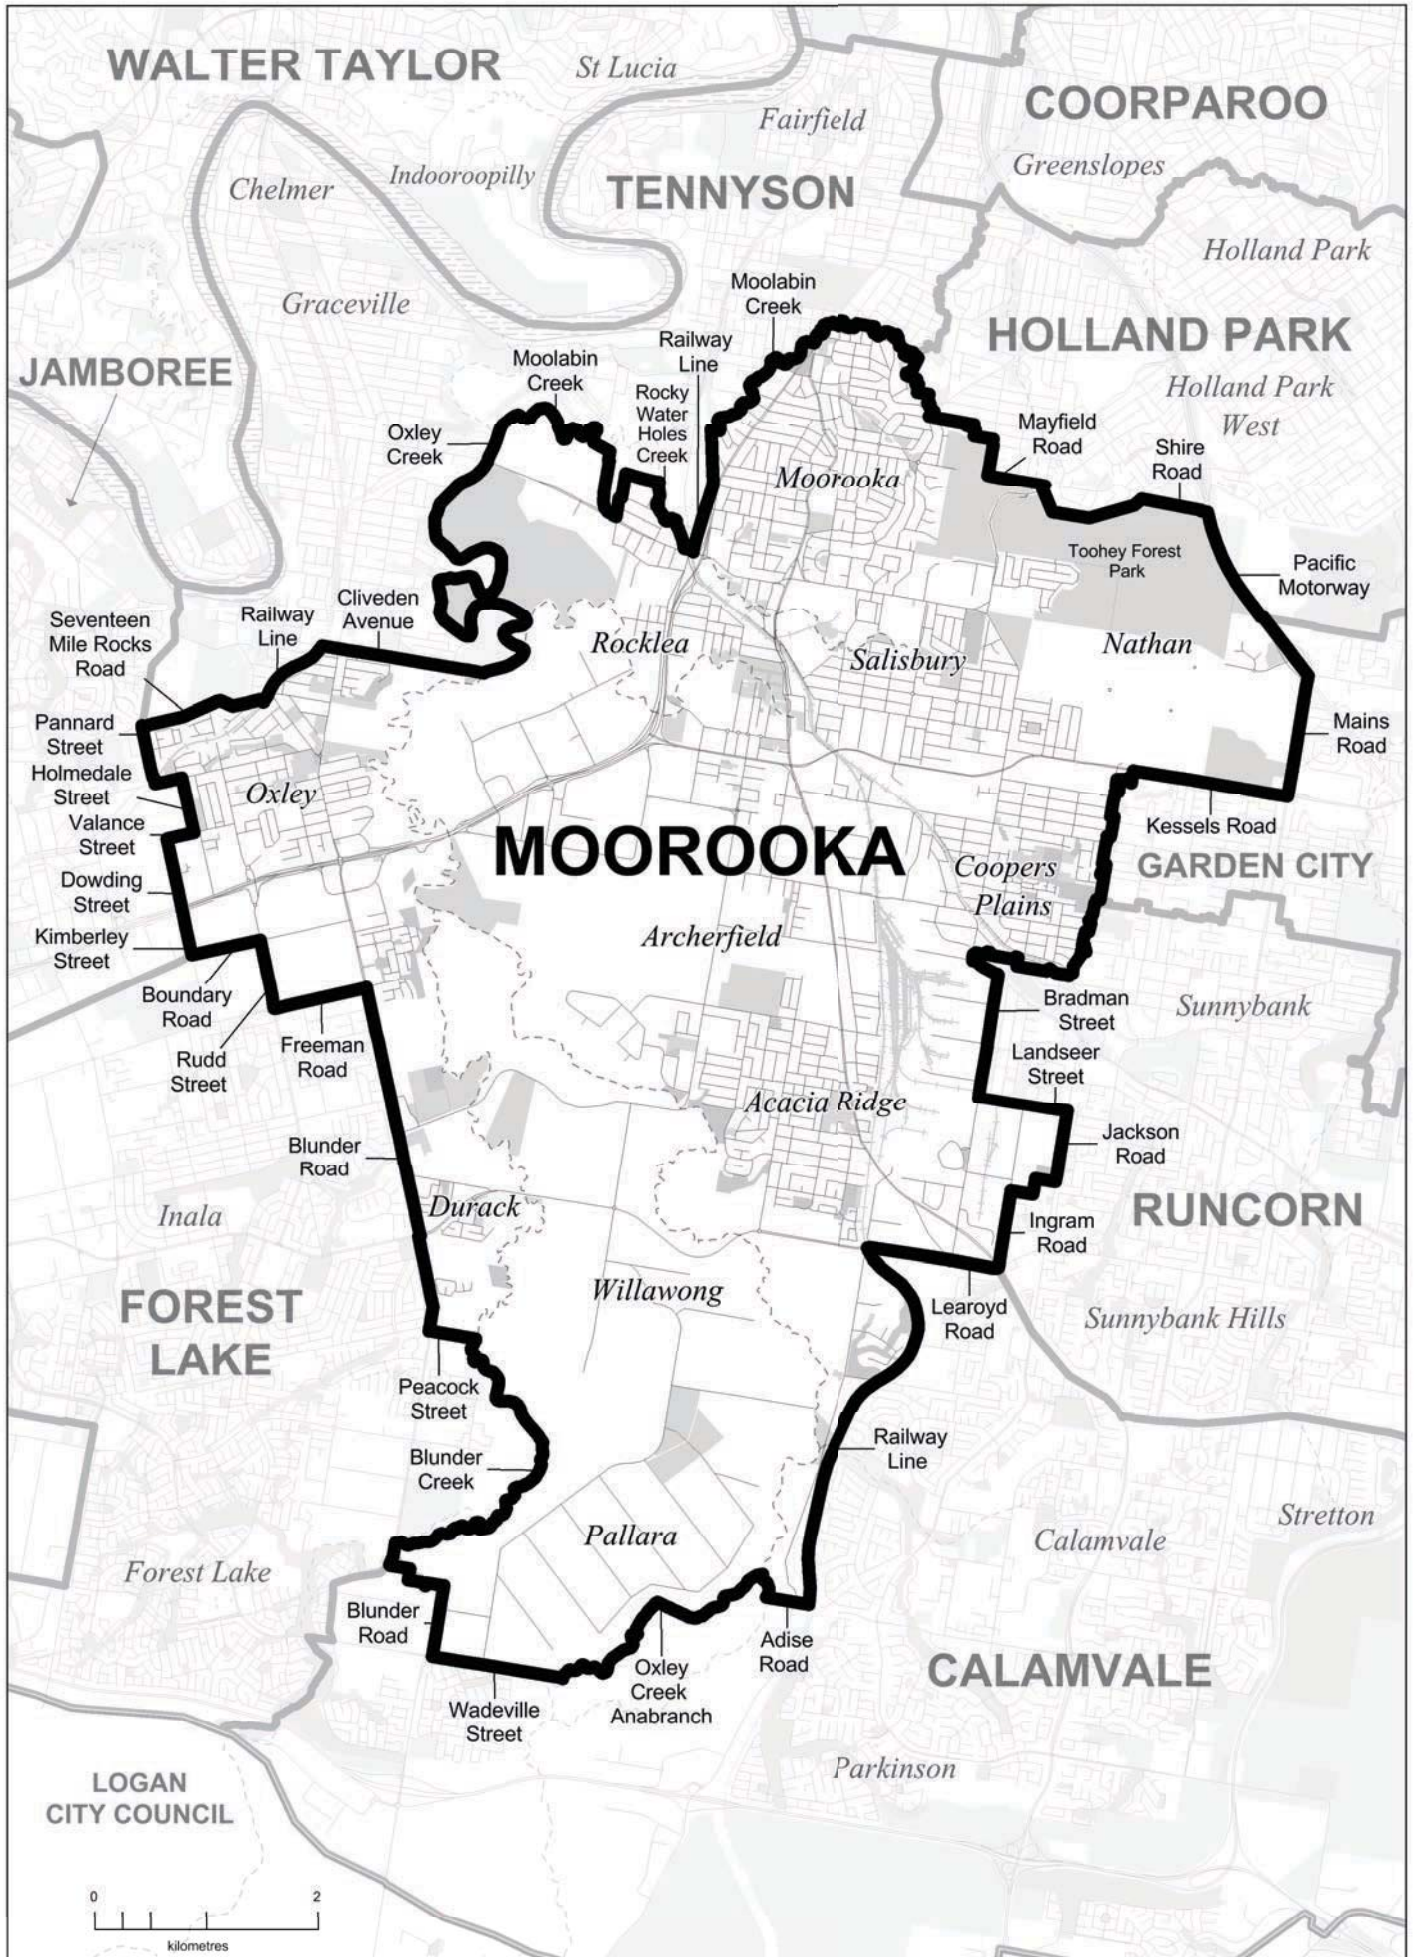 WALTER TAYLOR
St Lucia
COORPAROO
Fairfield
Greenslopes
Indooroopilly
Chelmer
TENNYSON
Holland Park
Graceville
Moolabin
Creek
HOLLAND PARK
Railway
Line
JAMBOREE
Moolabin
Creek
Holland Park
West
Rocky
Water
Holes
Creek
Mayfield
Road
Oxley
Creek
Shire
Road
Moorooka
Toohey Forest
Park
Pacific
Motorway
Cliveden
Avenue
Railway
Line
Seventeen
Mile Rocks
Road
Rocklea
Salisbury
Nathan
Pannard
Street
Mains
Road
Holmedale
Street
Oxley
Valance
Street
Kessels Road
MOOROOKA
GARDEN CITY
Coopers
Plains
Dowding
Street
Kimberley
Street
Archerfield
Boundary
Road
Bradman
Street
Sunnybank
Rudd
Street
Freeman
Road
Landseer
Street
Acacia Ridge
Blunder
Road
Jackson
Road
Durack
Inala
RUNCORN
Ingram
Road
Willawong
FOREST
LAKE
Learoyd
Road
Sunnybank Hills
Peacock
Street
Blunder
Creek
Railway
Line
Stretton
Pallara
Calamvale
Forest Lake
Blunder
Road
Adise
Road
Oxley
Creek
Anabranch
CALAMVALE
Wadeville
Street
Parkinson
LOGAN
CITY COUNCIL
0 2
kilometres